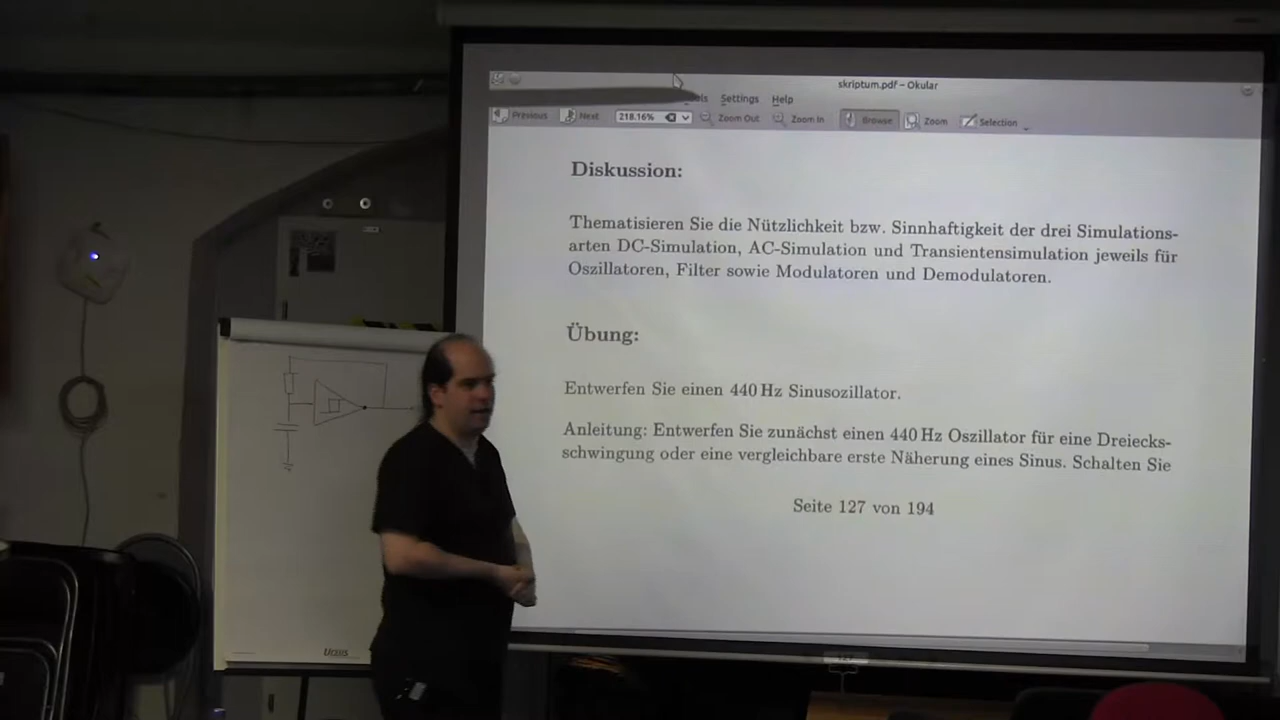 skriptum.pdf – Okular
Settings Help
Previous Next 218.16% Zoom Out Zoom In Browse Zoom Selection
Diskussion:
Thematisieren Sie die Nützlichkeit bzw. Sinnhaftigkeit der drei Simulations-
arten DC-Simulation, AC-Simulation und Transientensimulation jeweils für
Oszillatoren, Filter sowie Modulatoren und Demodulatoren.
Übung:
Entwerfen Sie einen 440 Hz Sinusozillator.
Anleitung: Entwerfen Sie zunächst einen 440 Hz Oszillator für eine Dreiecks-
schwingung oder eine vergleichbare erste Näherung eines Sinus. Schalten Sie
Seite 127 von 194